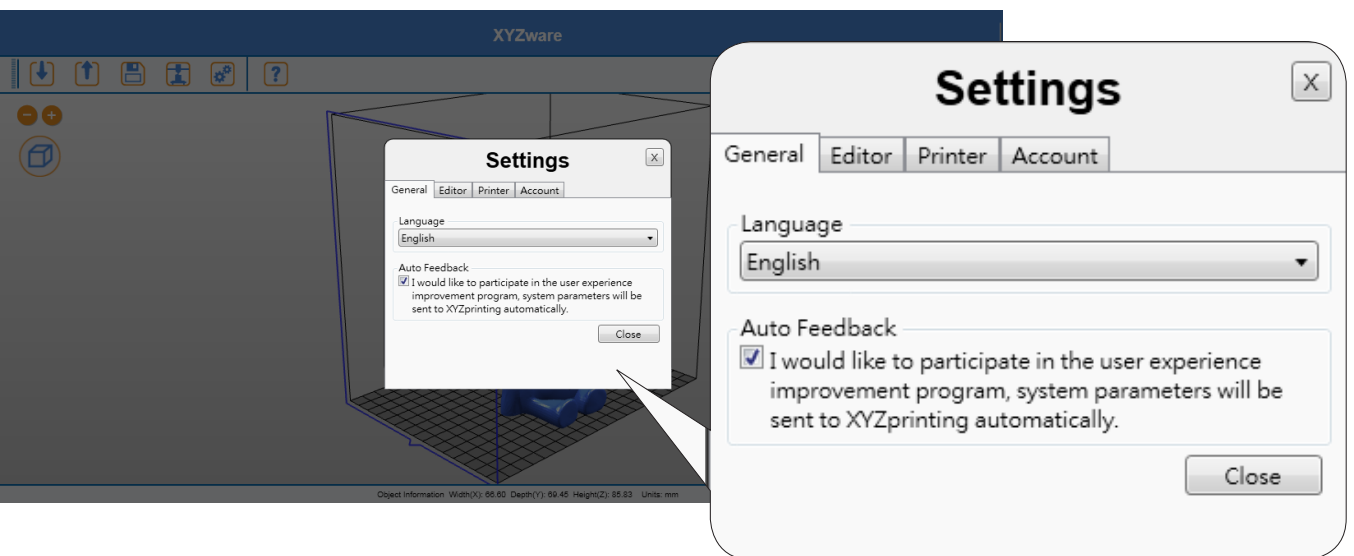 XYZware
?
Settings
X
General Editor Printer Account
Language
English
Auto Feedback
I would like to participate in the user experience
improvement program, system parameters will be
sent to XYZprinting automatically.
Close
Object Information Width(X): 66.60 Depth(Y): 69.45 Height(Z): 85.83 Units: mm
Settings
X
General Editor Printer Account
Language
English
Auto Feedback
I would like to participate in the user experience
improvement program, system parameters will be
sent to XYZprinting automatically.
Close